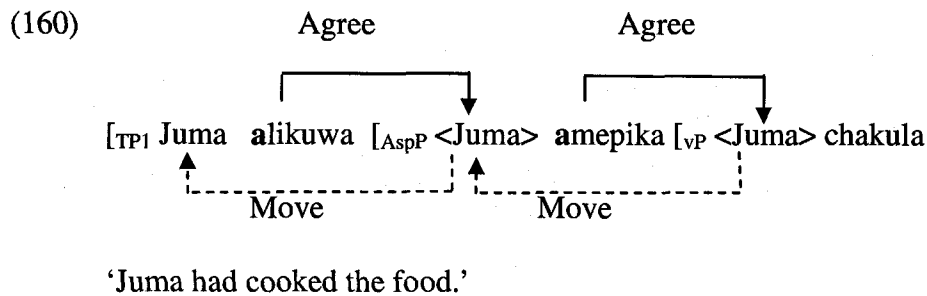 (160) Agree Agree
[TP1 Juma alikuwa [AspP <Juma> amepika [vP <Juma> chakula
Move Move
‘Juma had cooked the food.’